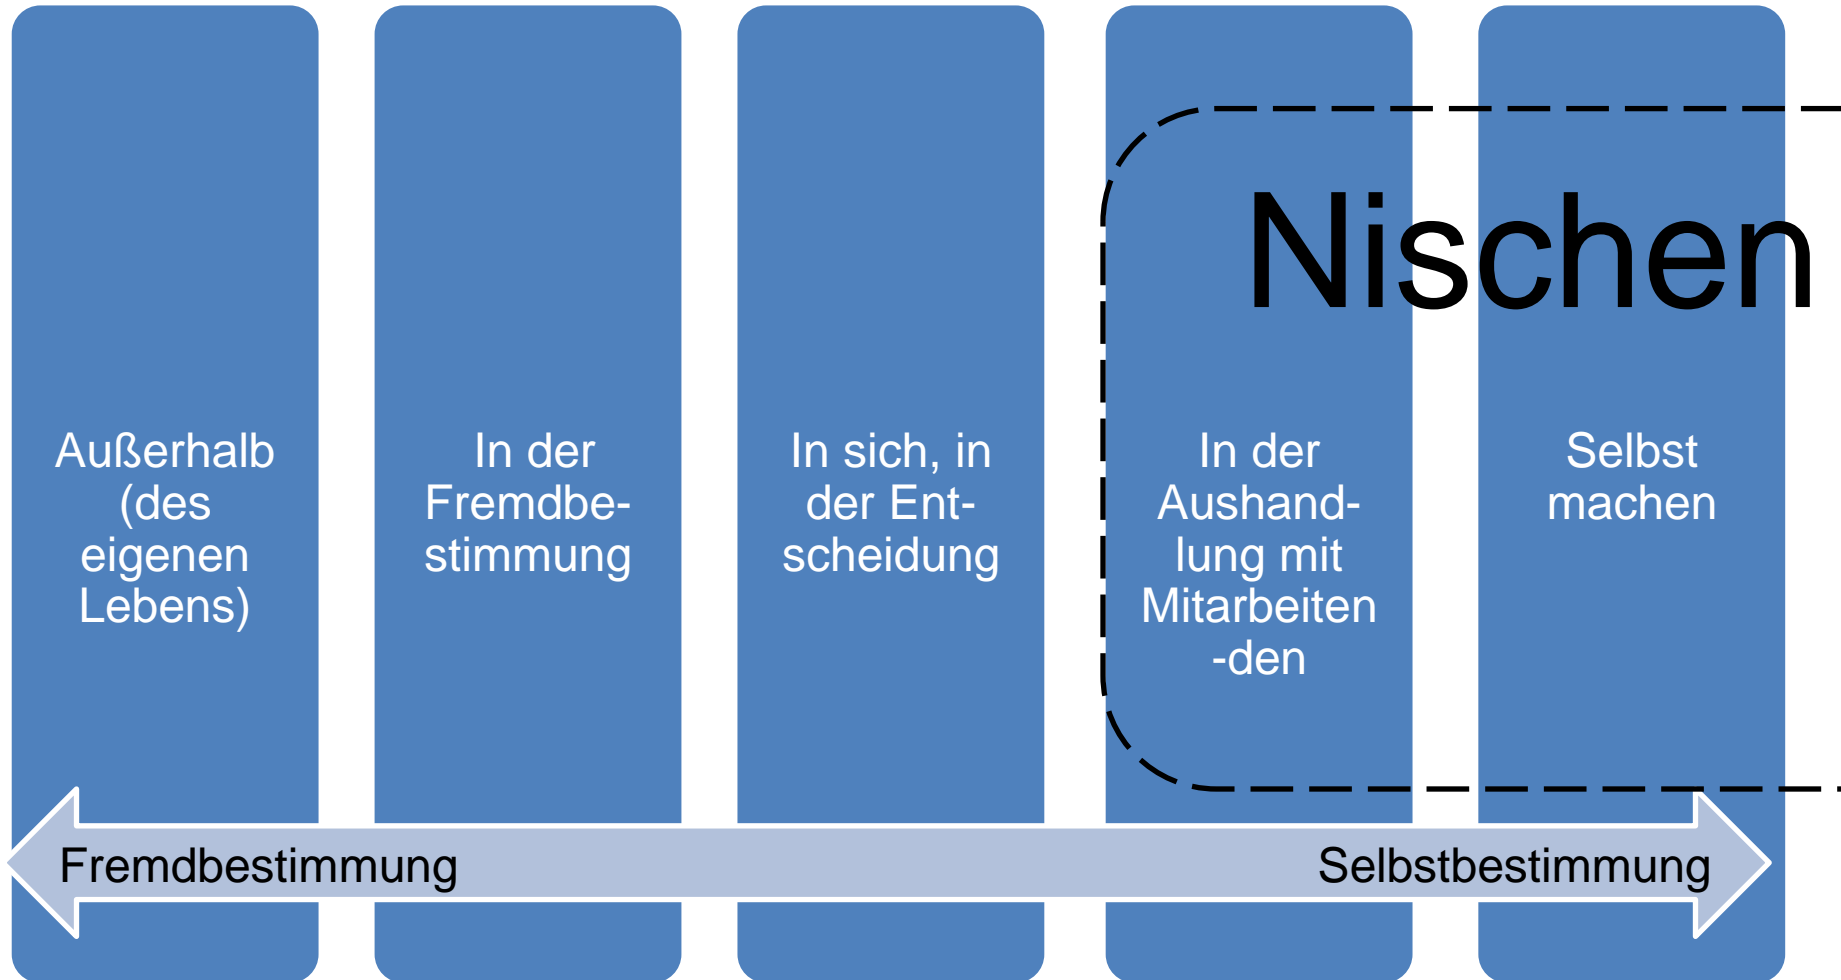 Nischen
Außerhalb
(des
eigenen
Lebens)
In der
Fremdbe-
stimmung
In sich, in
der Ent-
scheidung
In der
Aushand-
lung mit
Mitarbeiten
-den
Selbst
machen
Fremdbestimmung
Selbstbestimmung